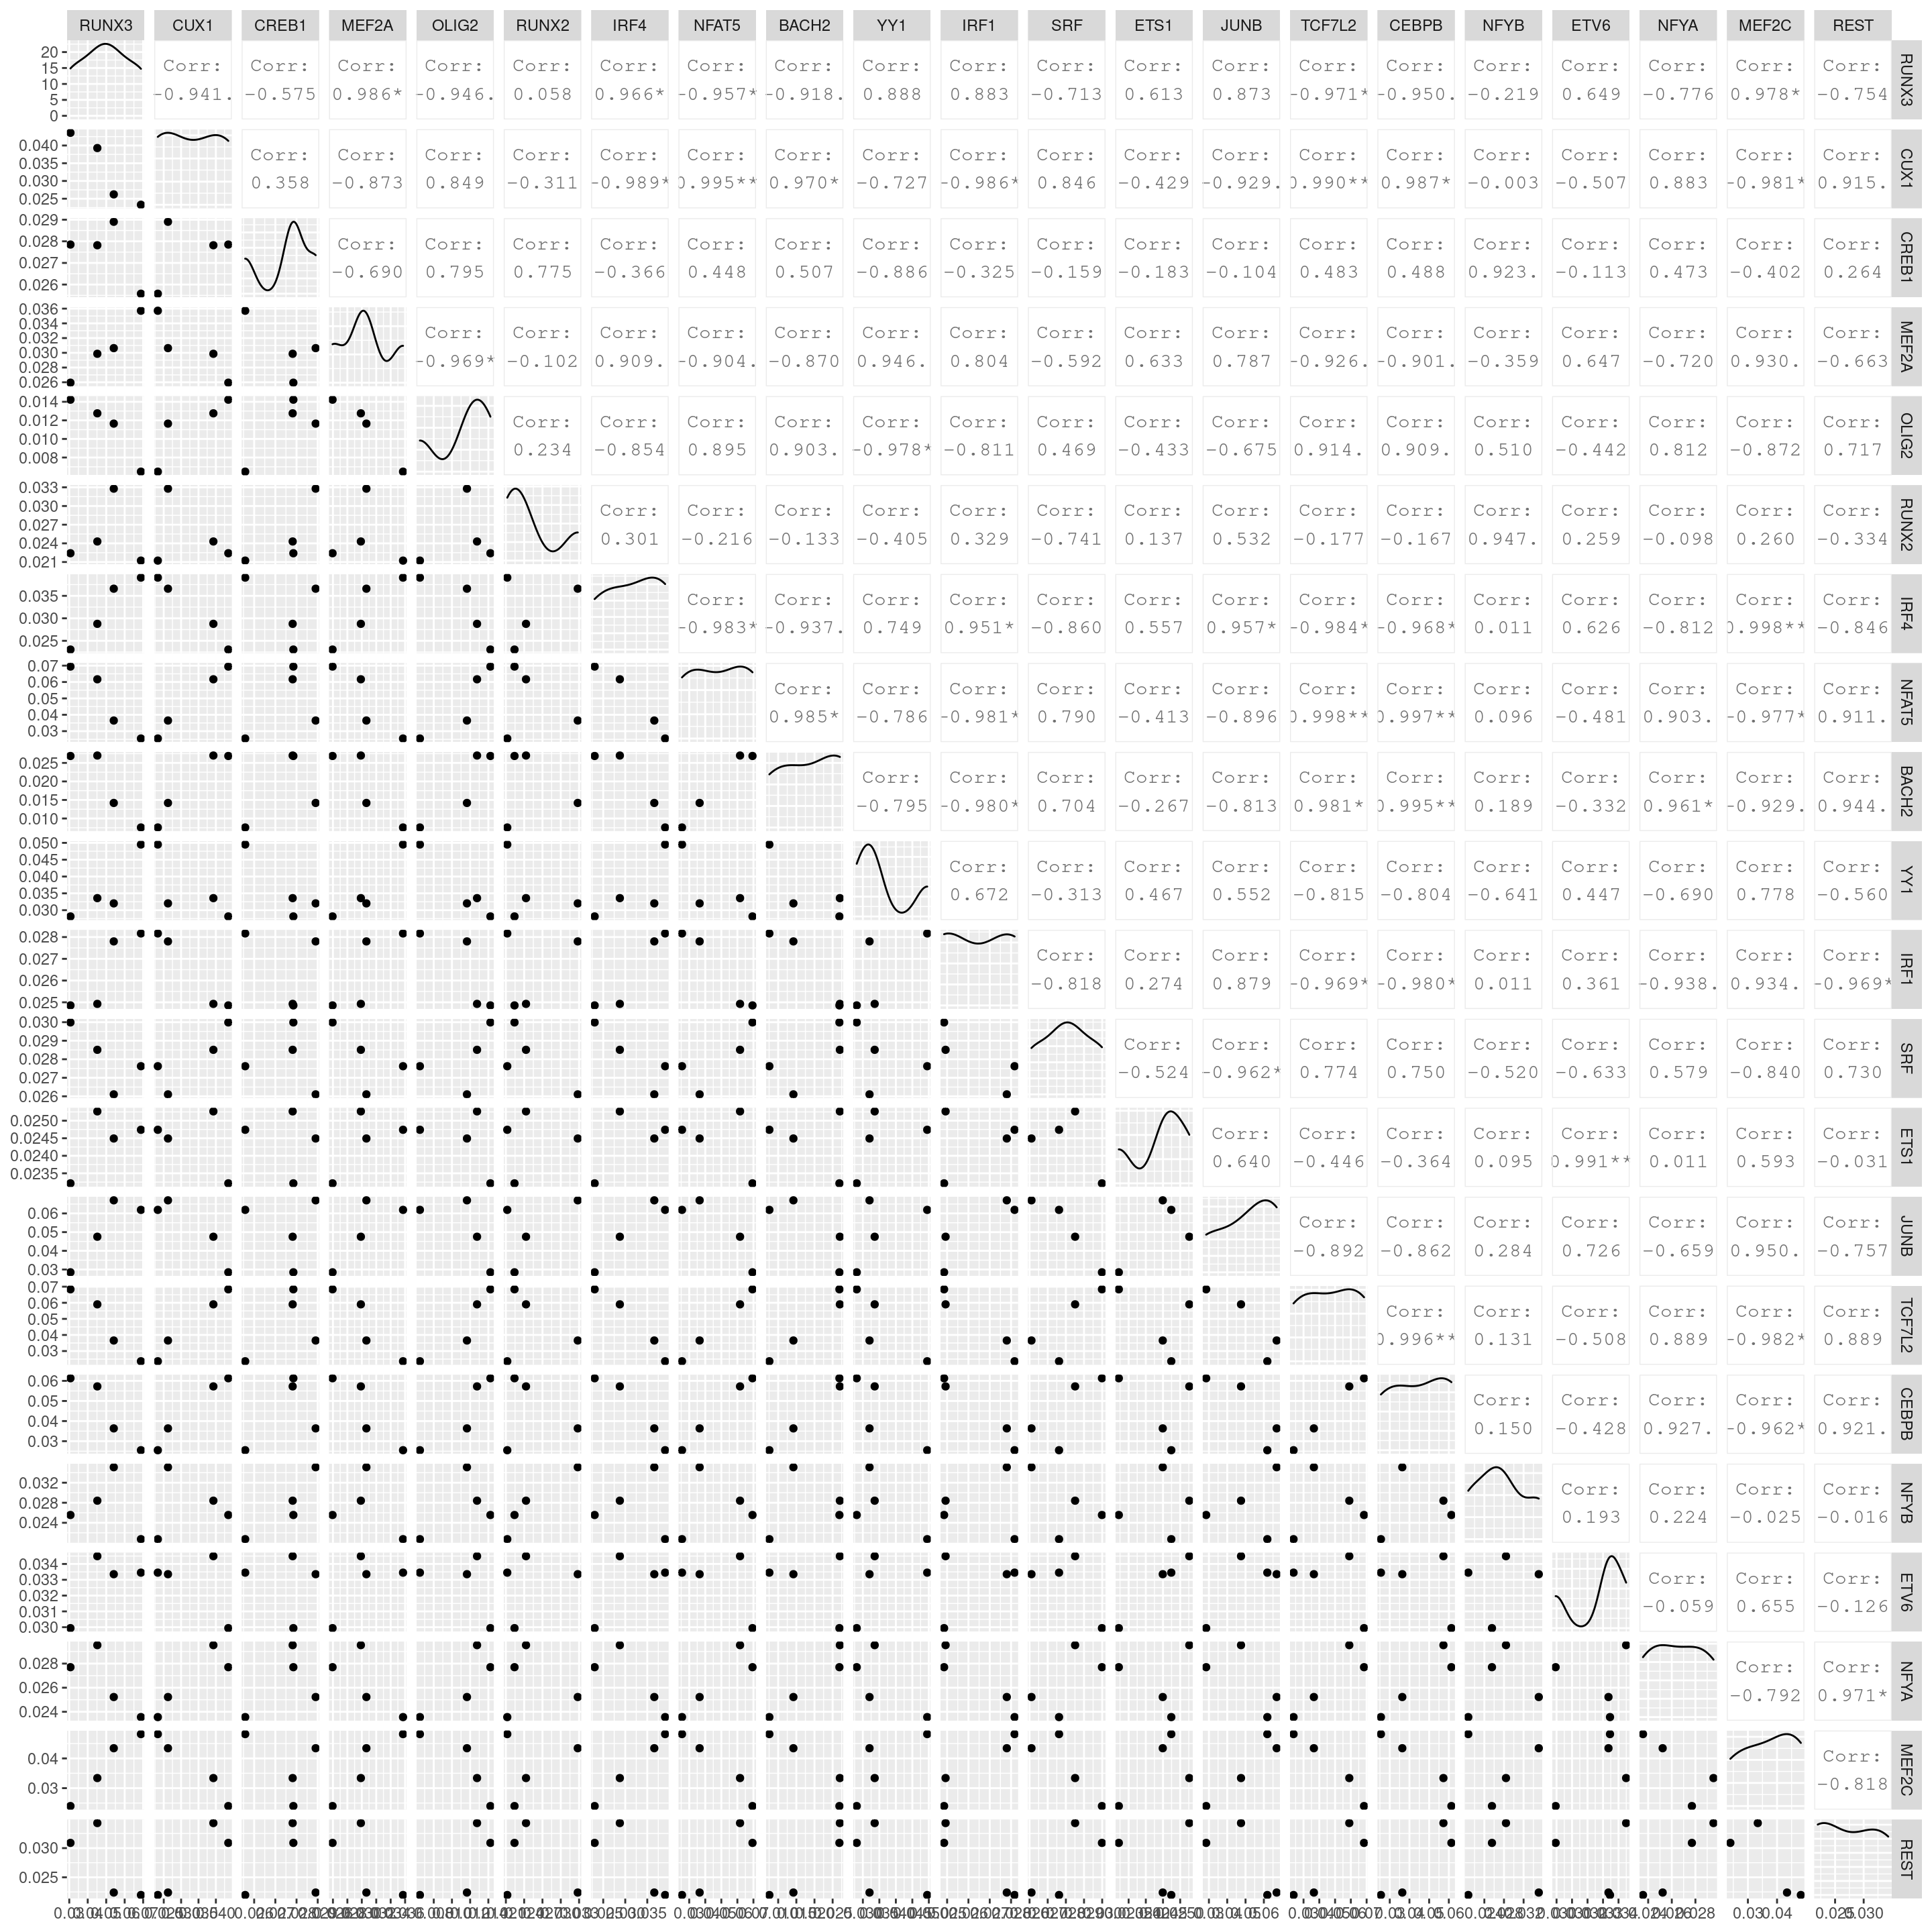 RUNX3 CUX1 CREB1 MEF2A OLIG2 RUNX2 IRF4 NFAT5 BACH2 YY1 IRF1 SRF ETS1 JUNB TCF7L2 CEBPB NFYB ETV6 NFYA MEF2C REST
20 15 10 5 0
Corr: Corr: Corr: Corr: Corr: Corr: Corr: Corr: Corr: Corr: Corr: Corr: Corr: Corr: Corr: Corr: Corr: Corr: Corr: Corr:
-0.941. -0.575 0.986* -0.946. 0.058 0.966* -0.957* -0.918. 0.888 0.883 -0.713 0.613 0.873 -0.971* -0.950. -0.219 0.649 -0.776 0.978* -0.754
RUNX3
0.040 0.035 0.030 0.025
Corr: Corr: Corr: Corr: Corr: Corr: Corr: Corr: Corr: Corr: Corr: Corr: Corr: Corr: Corr: Corr: Corr: Corr: Corr:
0.358 -0.873 0.849 -0.311 -0.989* 0.995** 0.970* -0.727 -0.986* 0.846 -0.429 -0.929. 0.990** 0.987* -0.003 -0.507 0.883 -0.981* 0.915.
CUX1
0.029 0.028 0.027 0.026
Corr: Corr: Corr: Corr: Corr: Corr: Corr: Corr: Corr: Corr: Corr: Corr: Corr: Corr: Corr: Corr: Corr: Corr:
-0.690 0.795 0.775 -0.366 0.448 0.507 -0.886 -0.325 -0.159 -0.183 -0.104 0.483 0.488 0.923. -0.113 0.473 -0.402 0.264
CREB1
0.036 0.034 0.032 0.030 0.028 0.026
Corr: Corr: Corr: Corr: Corr: Corr: Corr: Corr: Corr: Corr: Corr: Corr: Corr: Corr: Corr: Corr: Corr:
-0.969* -0.102 0.909. -0.904. -0.870 0.946. 0.804 -0.592 0.633 0.787 -0.926. -0.901. -0.359 0.647 -0.720 0.930. -0.663
MEF2A
0.014 0.012 0.010 0.008
Corr: Corr: Corr: Corr: Corr: Corr: Corr: Corr: Corr: Corr: Corr: Corr: Corr: Corr: Corr: Corr:
0.234 -0.854 0.895 0.903. -0.978* -0.811 0.469 -0.433 -0.675 0.914. 0.909. 0.510 -0.442 0.812 -0.872 0.717
OLIG2
0.033 0.030 0.027 0.024 0.021
Corr: Corr: Corr: Corr: Corr: Corr: Corr: Corr: Corr: Corr: Corr: Corr: Corr: Corr: Corr:
0.301 -0.216 -0.133 -0.405 0.329 -0.741 0.137 0.532 -0.177 -0.167 0.947. 0.259 -0.098 0.260 -0.334
RUNX2
0.035 0.030 0.025
Corr: Corr: Corr: Corr: Corr: Corr: Corr: Corr: Corr: Corr: Corr: Corr: Corr: Corr:
-0.983* -0.937. 0.749 0.951* -0.860 0.557 0.957* -0.984* -0.968* 0.011 0.626 -0.812 0.998** -0.846
IRF4
0.07 0.06 0.05 0.04 0.03
Corr: Corr: Corr: Corr: Corr: Corr: Corr: Corr: Corr: Corr: Corr: Corr: Corr:
0.985* -0.786 -0.981* 0.790 -0.413 -0.896 0.998** 0.997** 0.096 -0.481 0.903. -0.977* 0.911.
NFAT5
0.025 0.020 0.015 0.010
Corr: Corr: Corr: Corr: Corr: Corr: Corr: Corr: Corr: Corr: Corr: Corr:
-0.795 -0.980* 0.704 -0.267 -0.813 0.981* 0.995** 0.189 -0.332 0.961* -0.929. 0.944.
BACH2
0.050 0.045 0.040 0.035 0.030
Corr: Corr: Corr: Corr: Corr: Corr: Corr: Corr: Corr: Corr: Corr:
0.672 -0.313 0.467 0.552 -0.815 -0.804 -0.641 0.447 -0.690 0.778 -0.560
YY1
0.028 0.027 0.026 0.025
Corr: Corr: Corr: Corr: Corr: Corr: Corr: Corr: Corr: Corr:
-0.818 0.274 0.879 -0.969* -0.980* 0.011 0.361 -0.938. 0.934. -0.969*
IRF1
0.030 0.029 0.028 0.027 0.026
Corr: Corr: Corr: Corr: Corr: Corr: Corr: Corr: Corr:
-0.524 -0.962* 0.774 0.750 -0.520 -0.633 0.579 -0.840 0.730
SRF
0.0250 0.0245 0.0240 0.0235
Corr: Corr: Corr: Corr: Corr: Corr: Corr: Corr:
0.640 -0.446 -0.364 0.095 0.991** 0.011 0.593 -0.031
ETS1
0.06 0.05 0.04 0.03
Corr: Corr: Corr: Corr: Corr: Corr: Corr:
-0.892 -0.862 0.284 0.726 -0.659 0.950. -0.757
JUNB
0.07 0.06 0.05 0.04 0.03
Corr: Corr: Corr: Corr: Corr: Corr:
0.996** 0.131 -0.508 0.889 -0.982* 0.889
TCF7L2
0.06 0.05 0.04 0.03
Corr: Corr: Corr: Corr: Corr:
0.150 -0.428 0.927. -0.962* 0.921.
CEBPB
0.032 0.028 0.024
Corr: Corr: Corr: Corr:
0.193 0.224 -0.025 -0.016
NFYB
0.034 0.033 0.032 0.031 0.030
Corr: Corr: Corr:
-0.059 0.655 -0.126
ETV6
0.028 0.026 0.024
Corr: Corr:
-0.792 0.971*
NFYA
0.04 0.03
Corr:
-0.818
MEF2C
0.030 0.025
REST
0.03 0.04 0.025 0.030